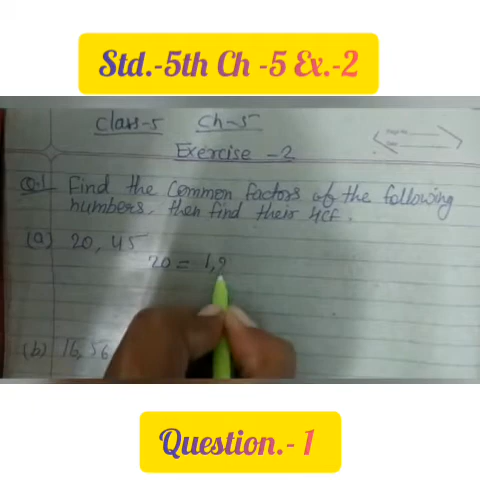 Std.-5th Ch -5 Ex.-2
Class-5 Ch-5
Exercise -2
Q.1 Find the Common factors of the following
numbers, then find their HCF.
(a) 20, 45
20 = 1,2
(b) 16, 56
Question.- 1